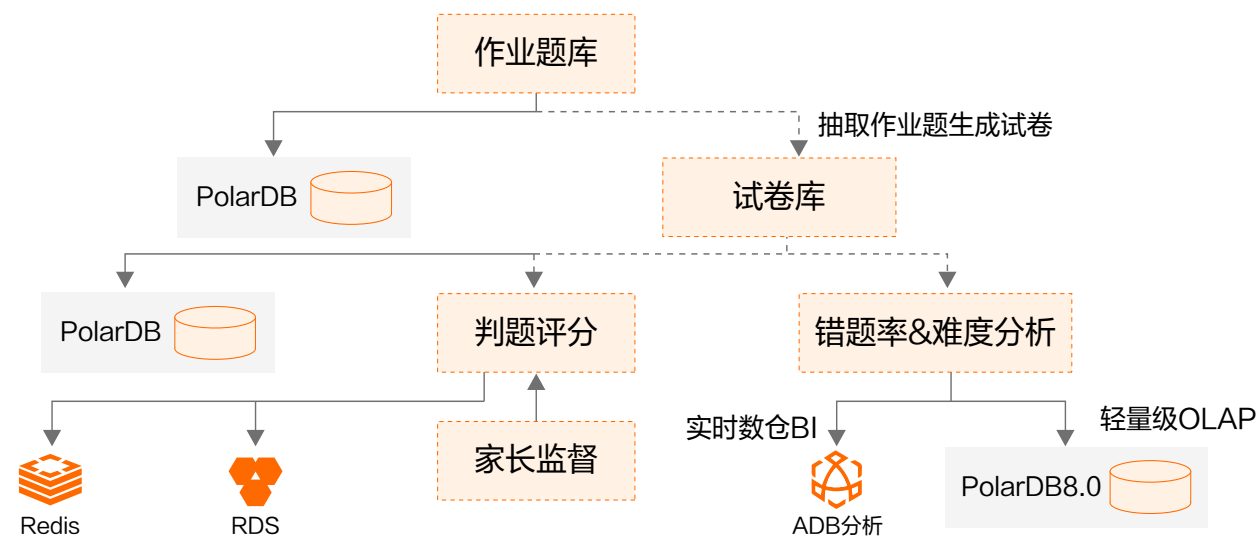 作业题库
抽取作业题生成试卷
PolarDB
试卷库
PolarDB
判题评分
错题率&难度分析
实时数仓BI
轻量级OLAP
家长监督
PolarDB8.0
Redis
RDS
ADB分析